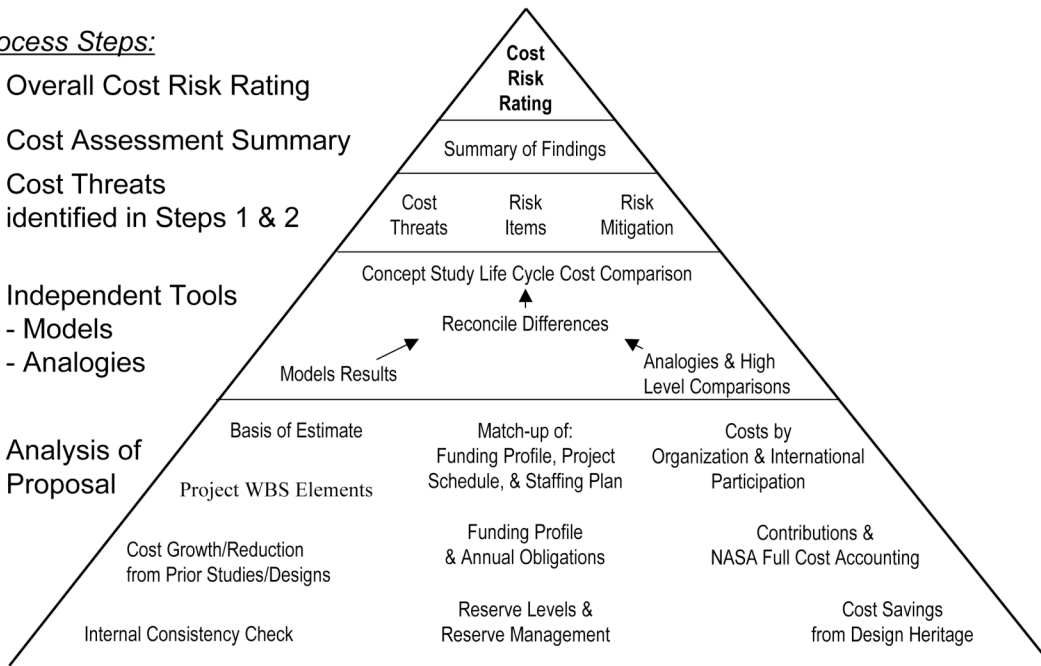 ocess Steps:
Overall Cost Risk Rating
Cost Assessment Summary
Cost Threats
identified in Steps 1 & 2
Independent Tools
- Models
- Analogies
Analysis of
Proposal
Cost
Risk
Rating
Summary of Findings
Cost
Threats
Risk
Items
Risk
Mitigation
Concept Study Life Cycle Cost Comparison
Reconcile Differences
Models Results
Analogies & High
Level Comparisons
Basis of Estimate
Match-up of:
Funding Profile, Project
Schedule, & Staffing Plan
Costs by
Organization & International
Participation
Project WBS Elements
Cost Growth/Reduction
from Prior Studies/Designs
Funding Profile
& Annual Obligations
Contributions &
NASA Full Cost Accounting
Internal Consistency Check
Reserve Levels &
Reserve Management
Cost Savings
from Design Heritage